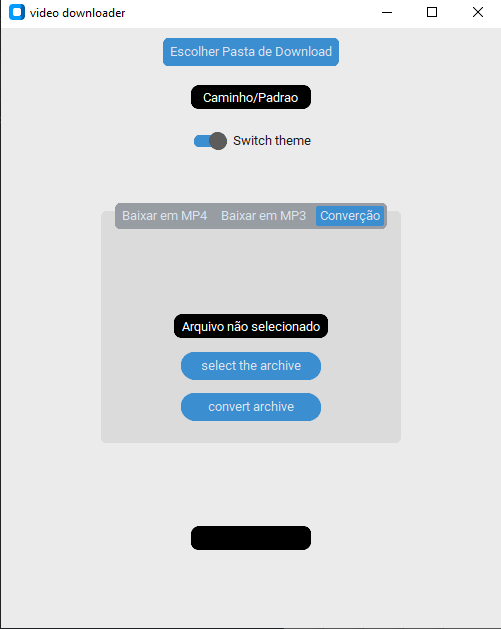 video downloader
Escolher Pasta de Download
Caminho/Padrao
Switch theme
Baixar em MP4 Baixar em MP3 Converção
Arquivo não selecionado
select the archive
convert archive